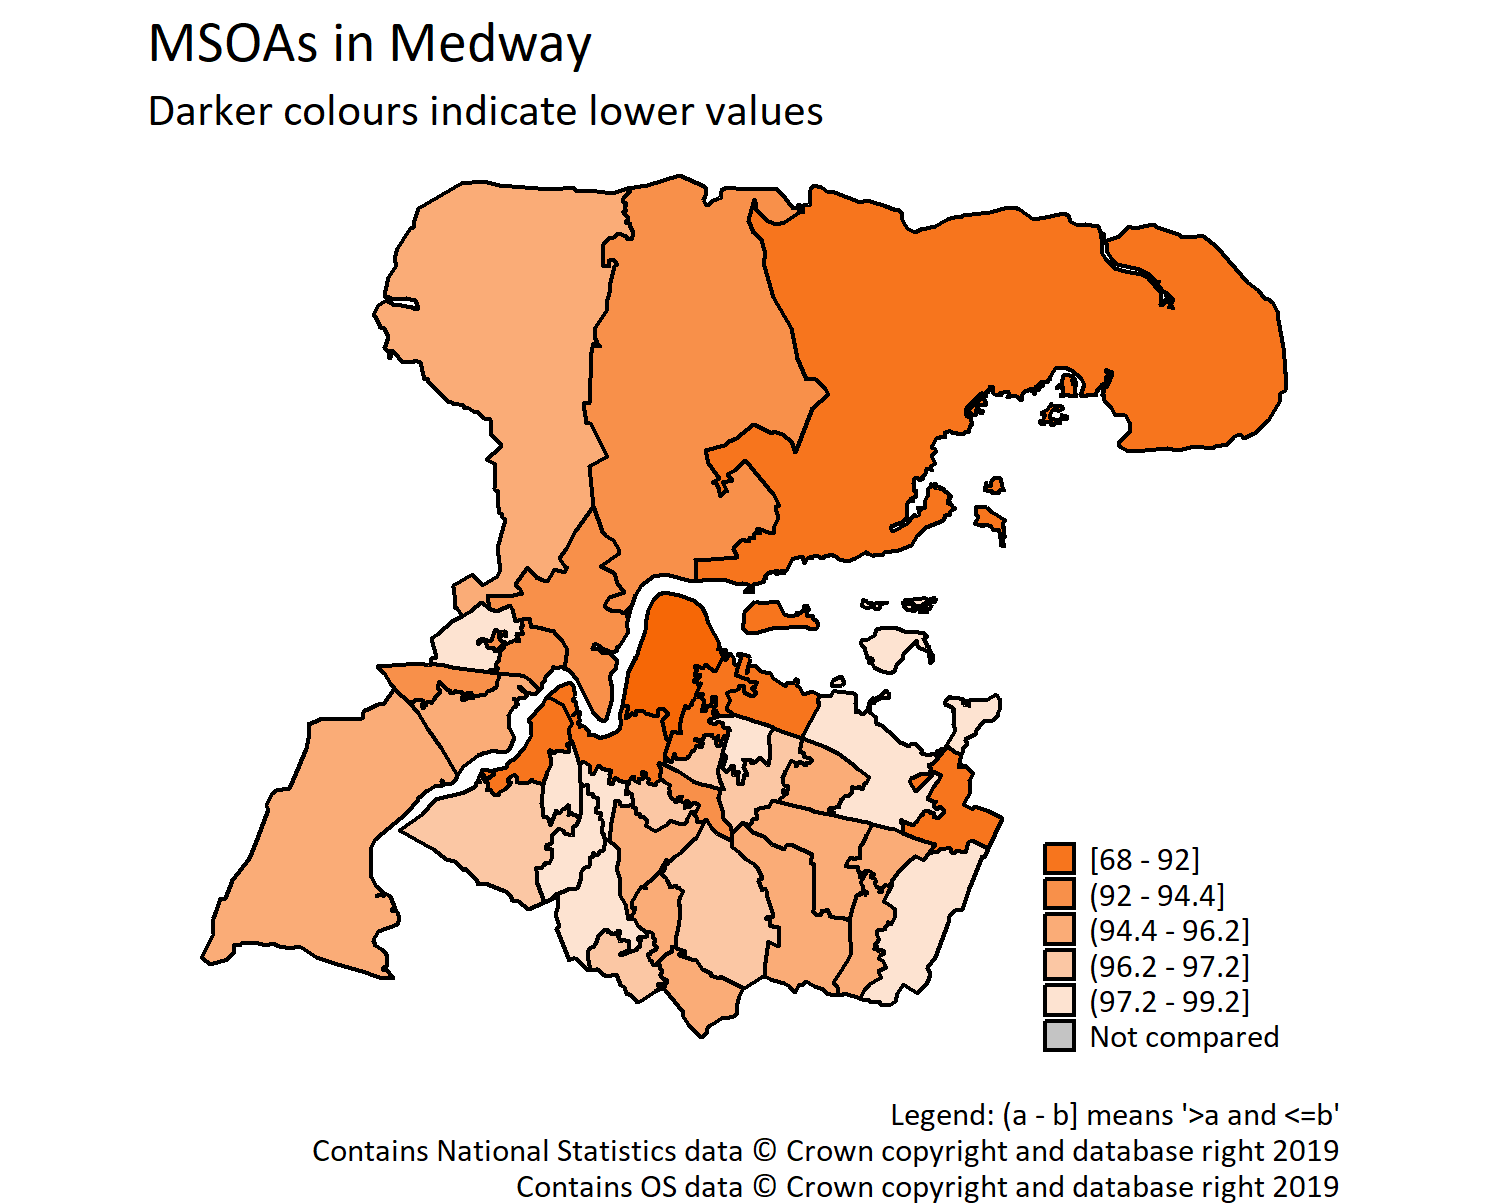 MSOAs in Medway
Darker colours indicate lower values
[68 - 92]
(92 - 94.4]
(94.4 - 96.2]
(96.2 - 97.2]
(97.2 - 99.2]
Not compared
Legend: (a - b] means '>a and <=b'
Contains National Statistics data © Crown copyright and database right 2019
Contains OS data © Crown copyright and database right 2019